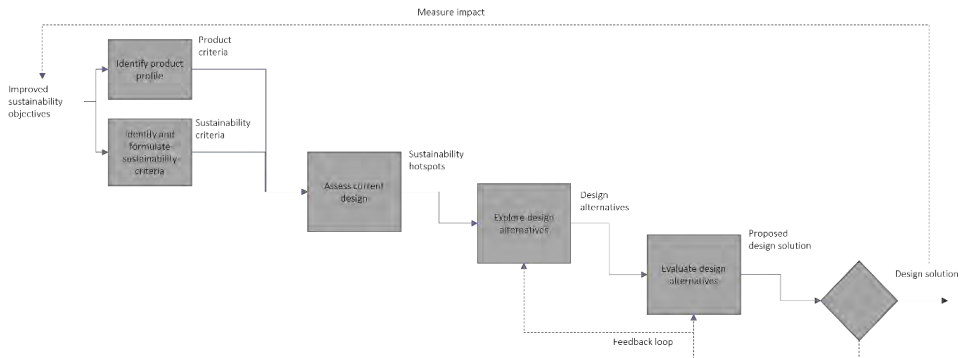 Measure impact
Improved
sustainability
objectives
Identify product
profile
Product
criteria
Identify and
formulate
sustainability
criteria
Sustainability
criteria
Assess current
design
Sustainability
hotspots
Explore design
alternatives
Design
alternatives
Evaluate design
alternatives
Proposed
design solution
Design solution
Feedback loop